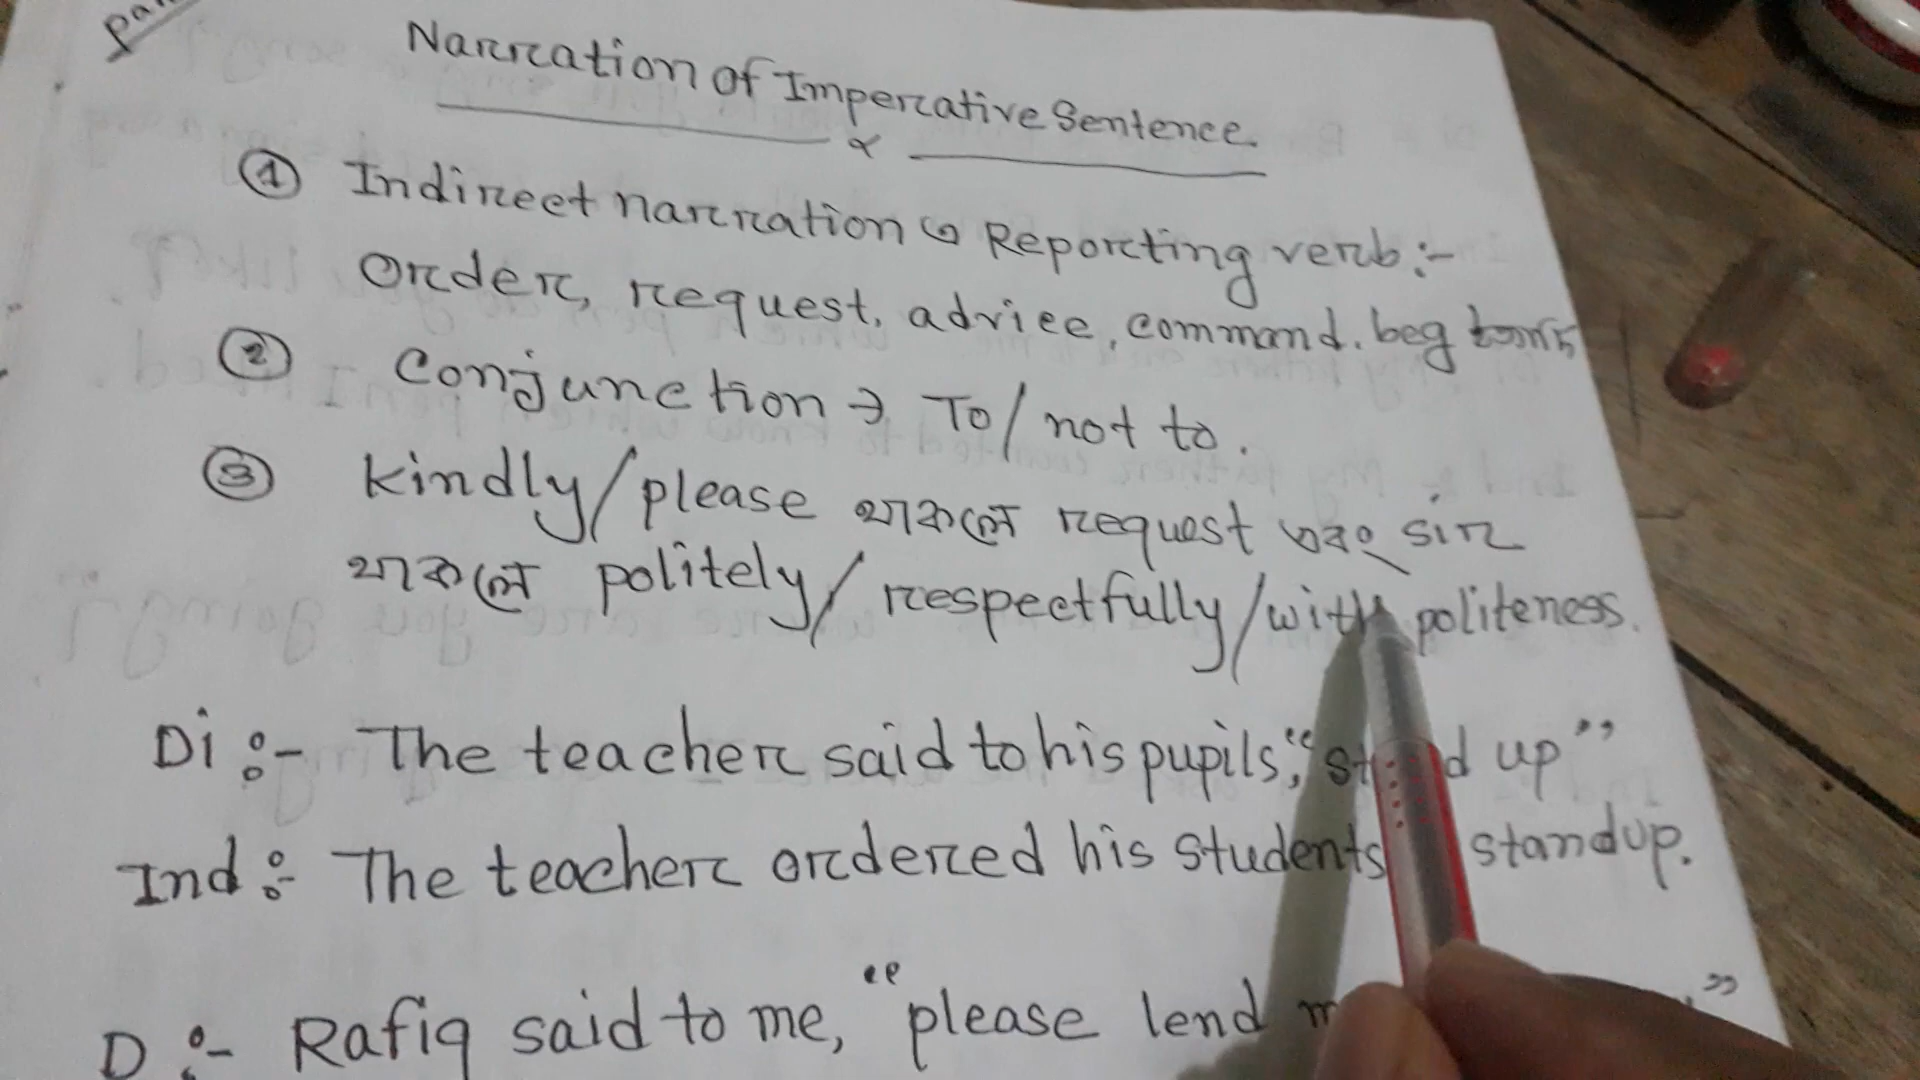 Narration of Imperative Sentence
① Indirect narration এ Reporting verb:-
Order, request, advice, command. beg
② Conjunction → To/ not to.
③ Kindly/please থাকলে request এবং sir
থাকলে politely/ respectfully/with politeness.
Di :- The teacher said to his pupils, "stand up"
Ind :- The teacher ordered his students standup.
D :- Rafiq said to me, "please lend